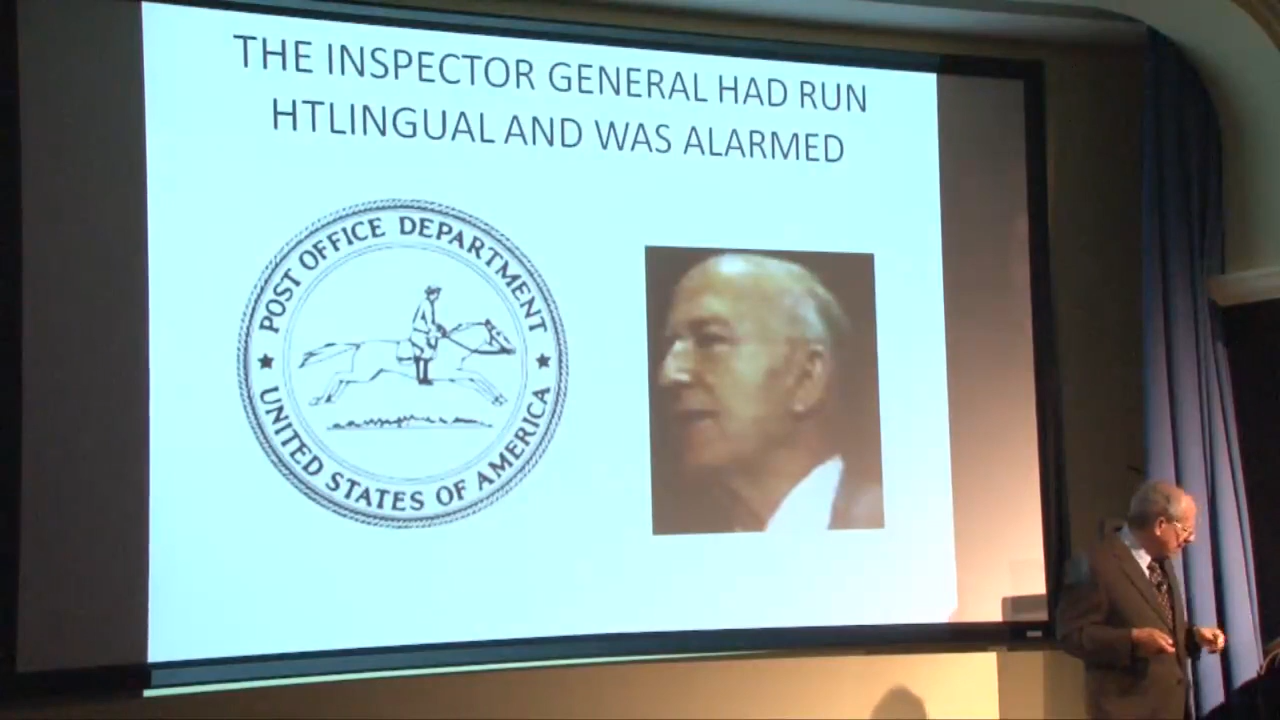 THE INSPECTOR GENERAL HAD RUN
HTLINGUAL AND WAS ALARMED
POST OFFICE DEPARTMENT
★ UNITED STATES OF AMERICA ★